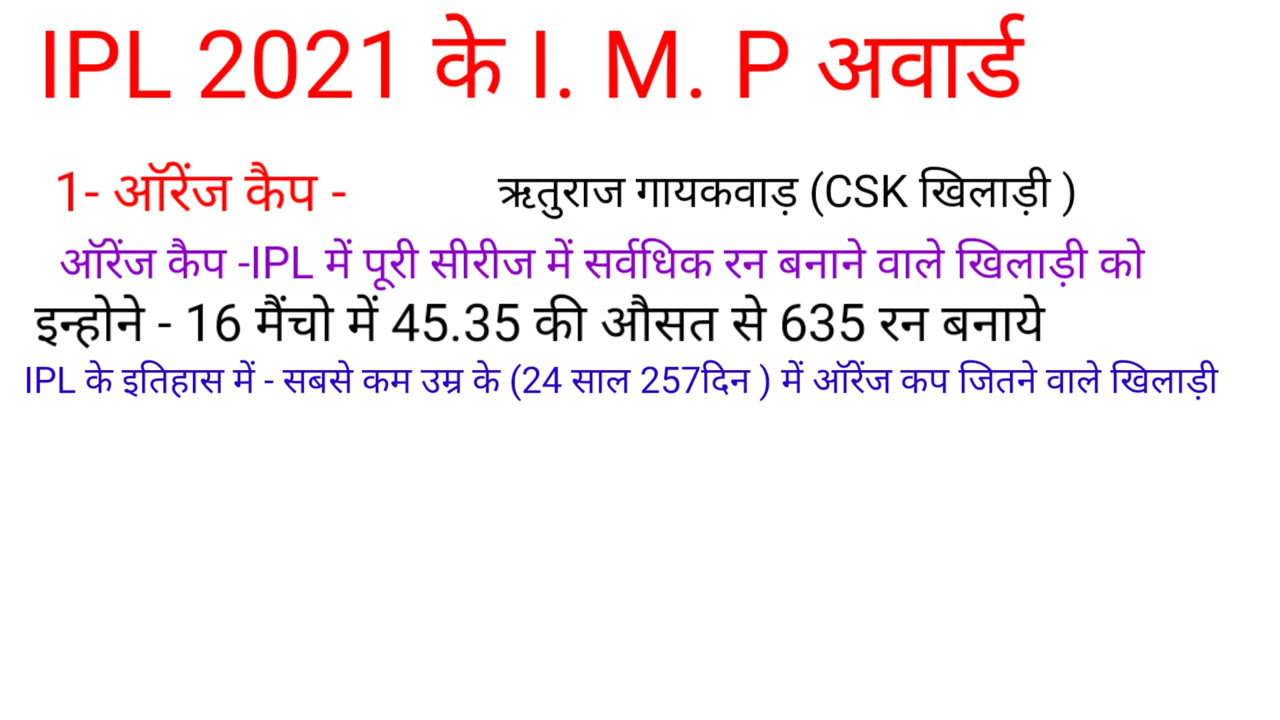 IPL 2021 के I. M. P अवार्ड
1- ऑरेंज कैप - ऋतुराज गायकवाड़ (CSK खिलाड़ी )
ऑरेंज कैप -IPL में पूरी सीरीज में सर्वधिक रन बनाने वाले खिलाड़ी को
इन्होने - 16 मैंचो में 45.35 की औसत से 635 रन बनाये
IPL के इतिहास में - सबसे कम उम्र के (24 साल 257दिन ) में ऑरेंज कप जितने वाले खिलाड़ी